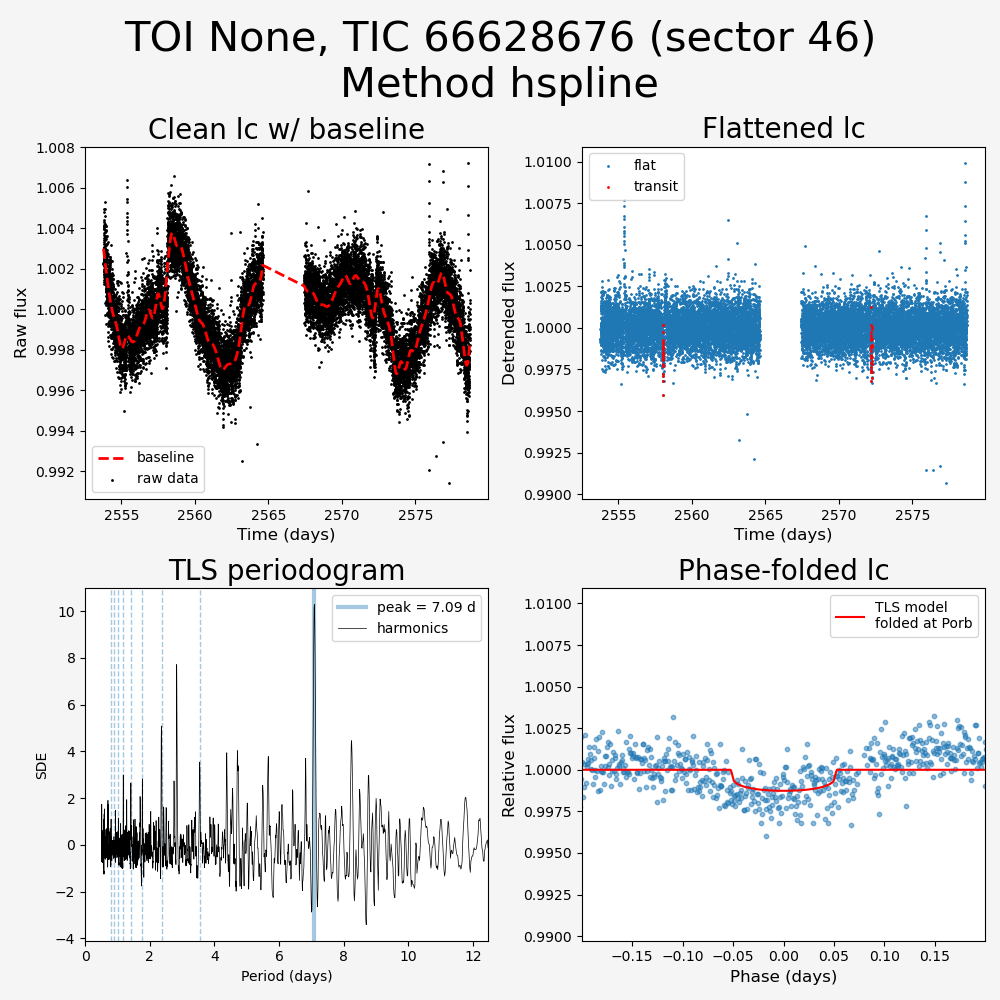 TOI None, TIC 66628676 (sector 46)
Method hspline
Clean lc w/ baseline
1.008
1.006
1.004
1.002
1.000
0.998
0.996
0.994
0.992
Raw flux
baseline
raw data
2555
2560
2565
2570
2575
Time (days)
Flattened lc
1.0100
1.0075
1.0050
1.0025
1.0000
0.9975
0.9950
0.9925
0.9900
Detrended flux
flat
transit
2555
2560
2565
2570
2575
Time (days)
TLS periodogram
10
8
6
4
2
0
−2
−4
SDE
peak = 7.09 d
harmonics
0
2
4
6
8
10
12
Period (days)
Phase-folded lc
1.0100
1.0075
1.0050
1.0025
1.0000
0.9975
0.9950
0.9925
0.9900
Relative flux
TLS model
folded at Porb
−0.15
−0.10
−0.05
0.00
0.05
0.10
0.15
Phase (days)